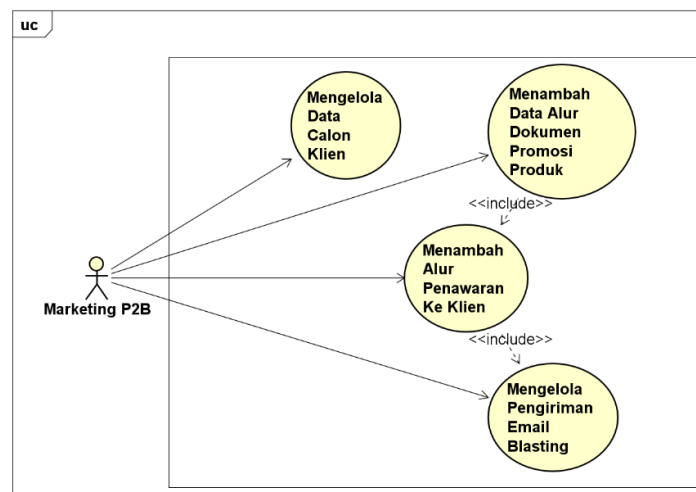 uc
Mengelola
Data
Calon
Klien
Menambah
Data Alur
Dokumen
Promosi
Produk
<<include>>
Menambah
Alur
Penawaran
Ke Klien
Marketing P2B
<<include>>
Mengelola
Pengiriman
Email
Blasting